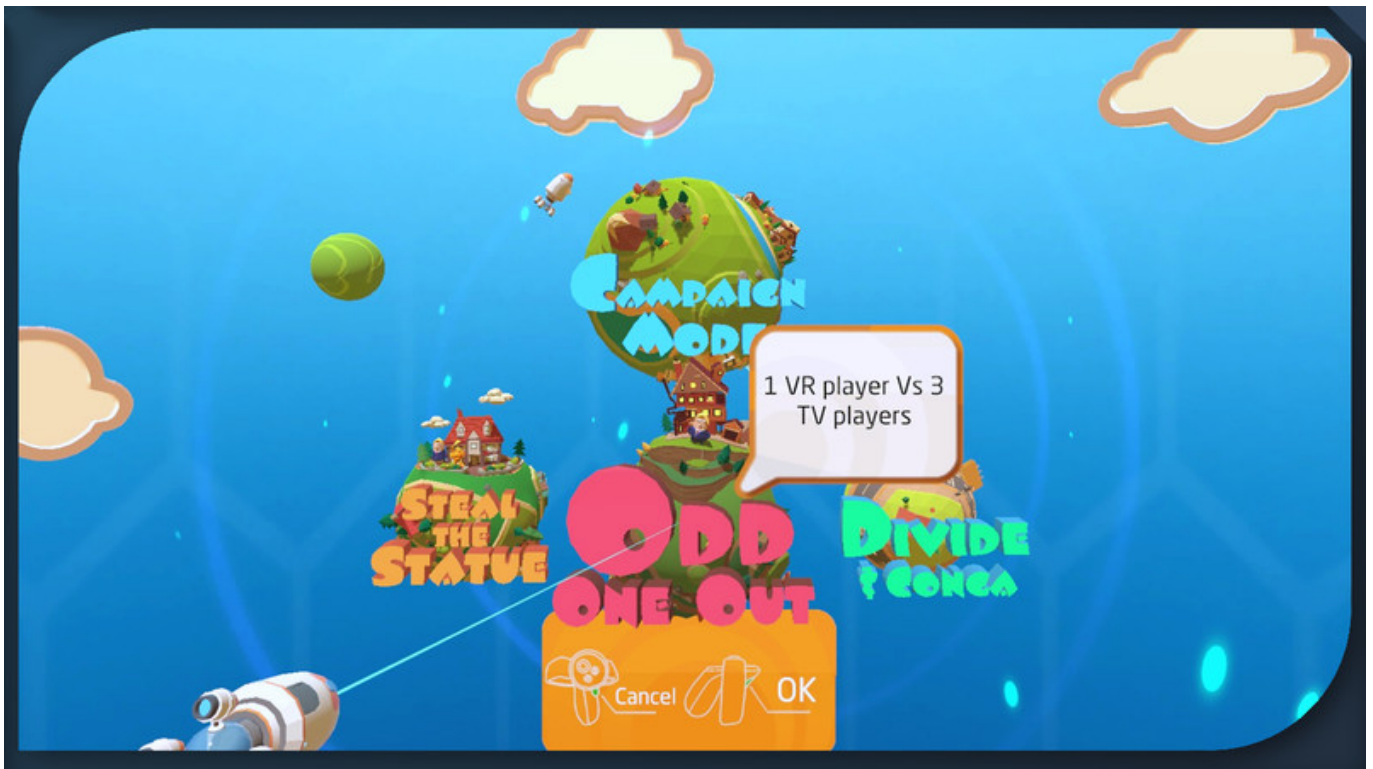 CAMPAIGN
MODE
1 VR player Vs 3
TV players
STEAL
THE
STATUE
ODD
ONE OUT
DIVIDE
& CONGA
Cancel
OK